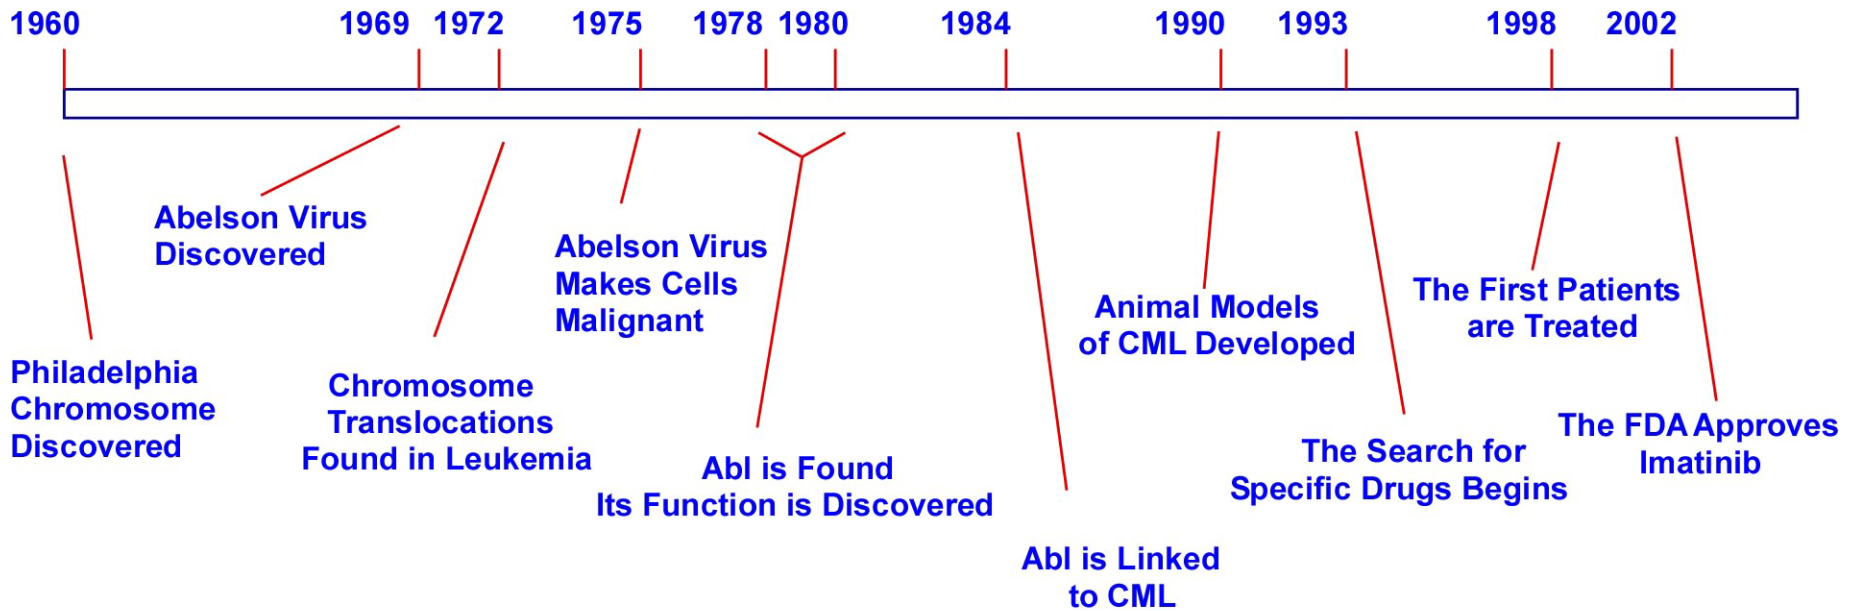 1960 1969 1972 1975 1978 1980 1984 1990 1993 1998 2002
Philadelphia
Chromosome
Discovered
Abelson Virus
Discovered
Chromosome
Translocations
Found in Leukemia
Abelson Virus
Makes Cells
Malignant
Abl is Found
Its Function is Discovered
Abl is Linked
to CML
Animal Models
of CML Developed
The Search for
Specific Drugs Begins
The First Patients
are Treated
The FDA Approves
Imatinib